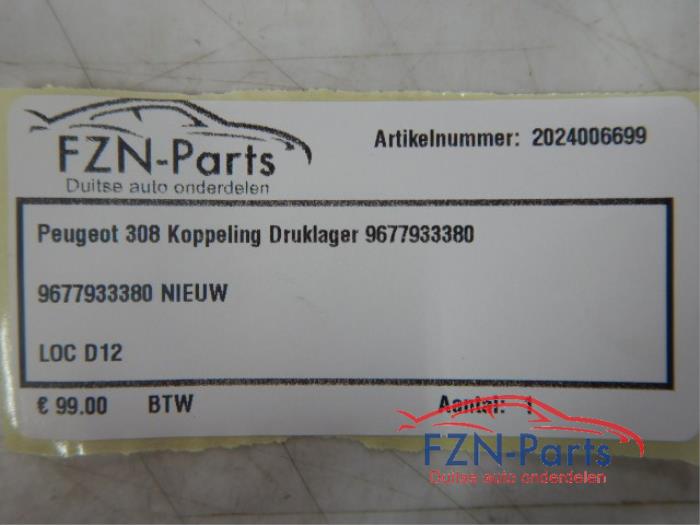 FZN-Parts
Duitse auto onderdelen
Artikelnummer: 2024006699
Peugeot 308 Koppeling Druklager 9677933380
9677933380 NIEUW
LOC D12
€ 99.00 BTW Aantal: 1
FZN-Parts
Duitse auto onderdelen